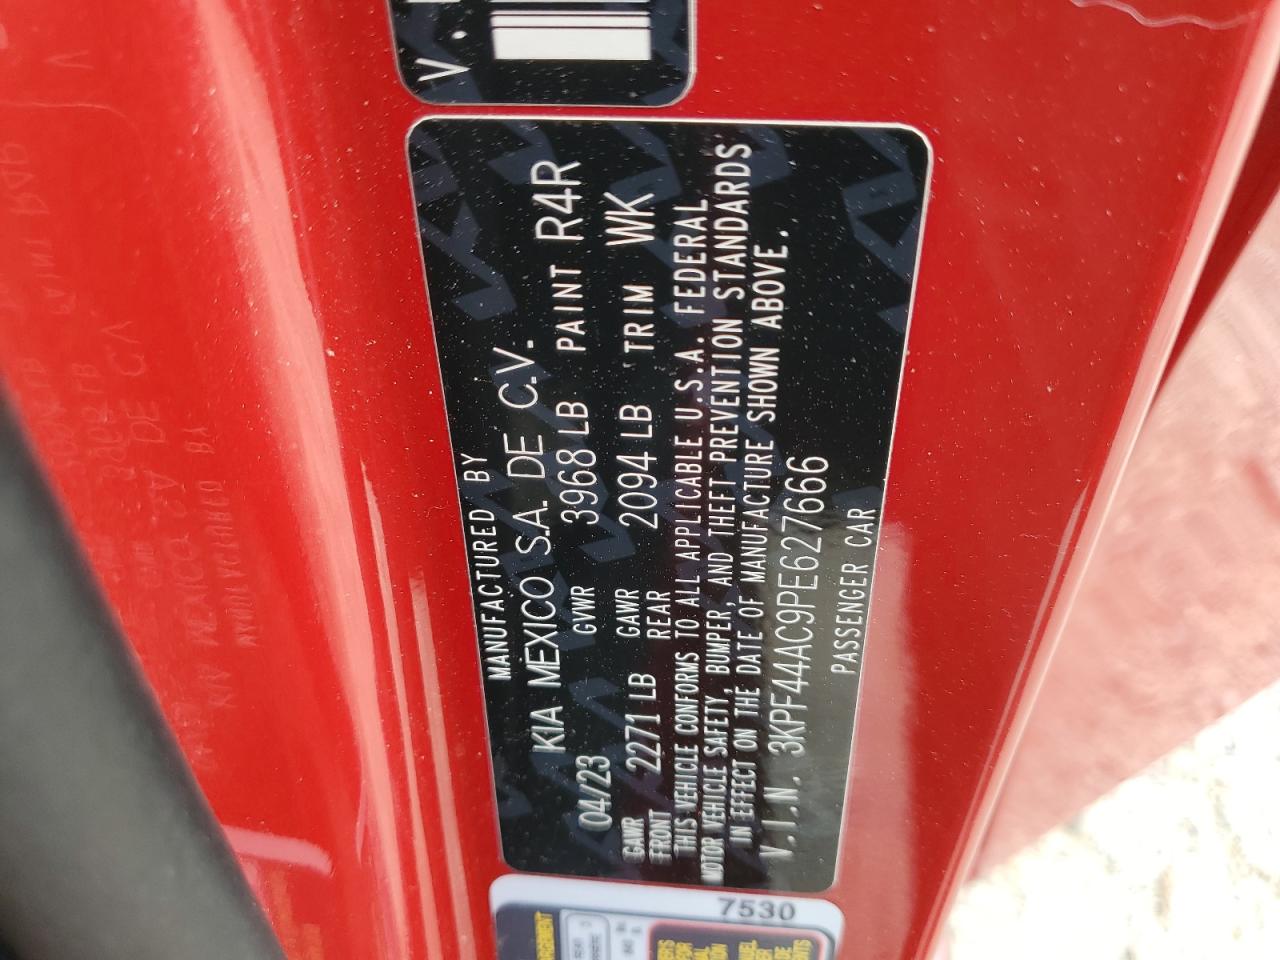 MANUFACTURED BY
KIA MEXICO S.A. DE C.V.
04/23 GVWR 3968 LB PAINT R4R
GAWR FRONT 2271 LB GAWR REAR 2094 LB TRIM WK
THIS VEHICLE CONFORMS TO ALL APPLICABLE U.S.A. FEDERAL
MOTOR VEHICLE SAFETY, BUMPER, AND THEFT PREVENTION STANDARDS
IN EFFECT ON THE DATE OF MANUFACTURE SHOWN ABOVE.
V.I.N. 3KPF44AC9PE627666
PASSENGER CAR
V.
7530